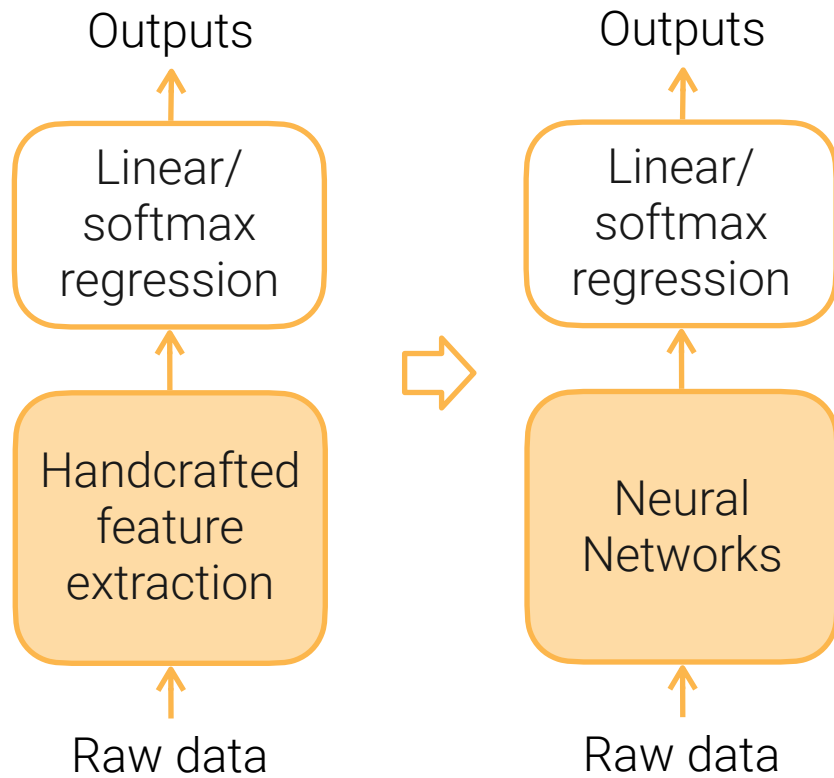 Outputs
Linear/
softmax
regression
Handcrafted
feature
extraction
Raw data
Outputs
Linear/
softmax
regression
Neural
Networks
Raw data